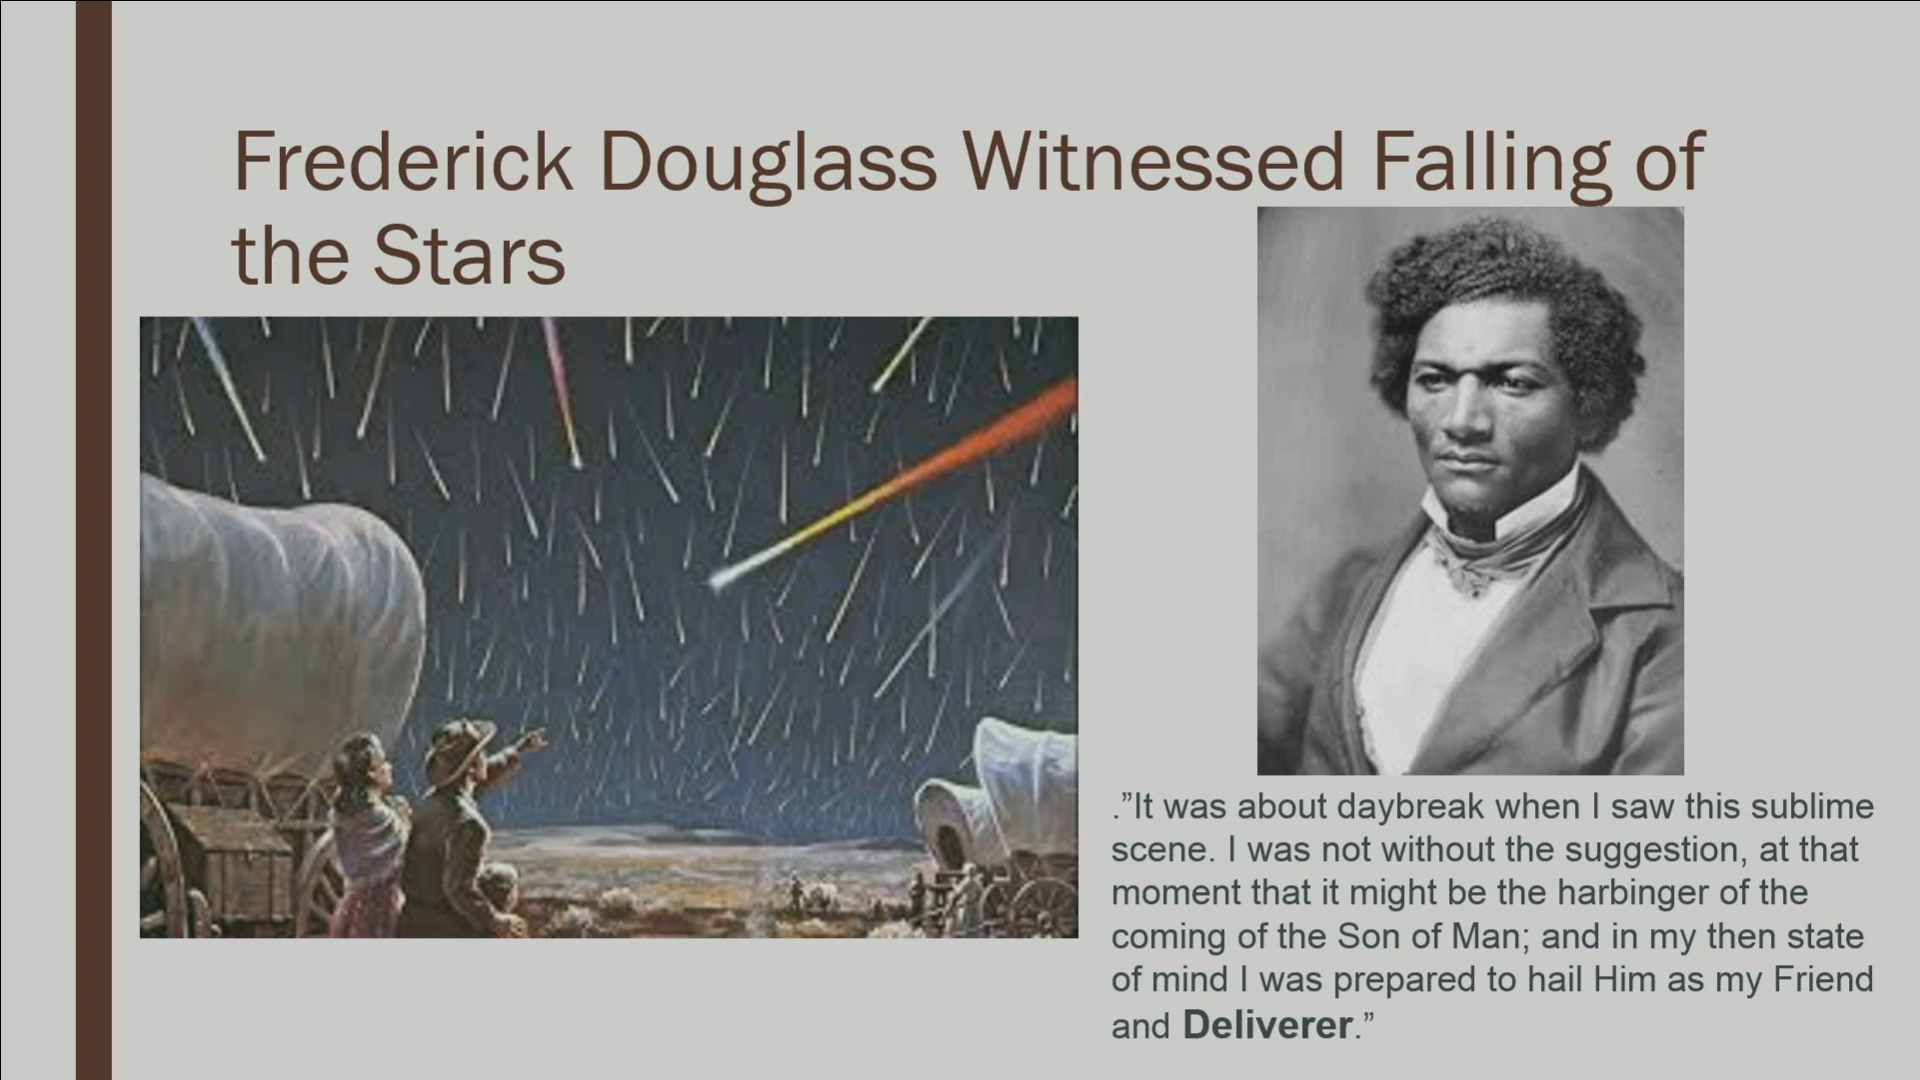 Frederick Douglass Witnessed Falling of
the Stars
.”It was about daybreak when I saw this sublime
scene. I was not without the suggestion, at that
moment that it might be the harbinger of the
coming of the Son of Man; and in my then state
of mind I was prepared to hail Him as my Friend
and Deliverer.”